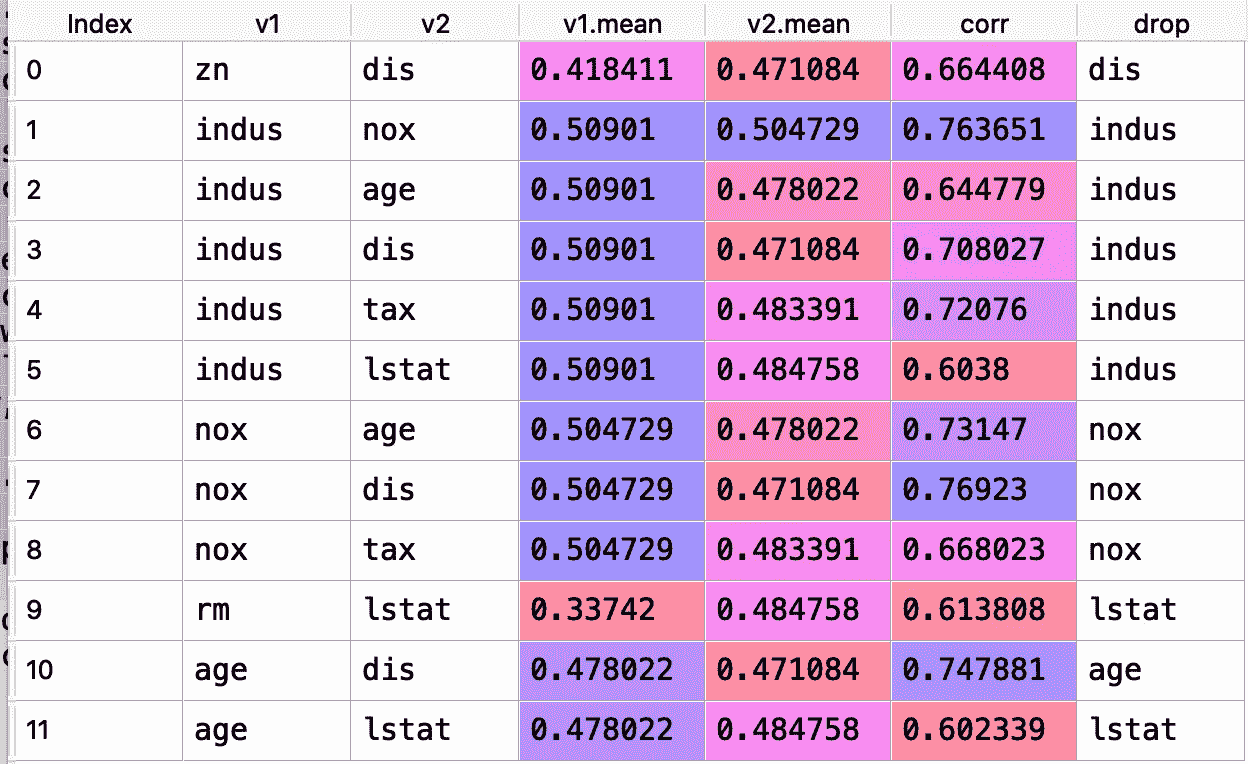 Index v1 v2 v1.mean v2.mean corr drop
0 zn dis 0.418411 0.471084 0.664408 dis
1 indus nox 0.50901 0.504729 0.763651 indus
2 indus age 0.50901 0.478022 0.644779 indus
3 indus dis 0.50901 0.471084 0.708027 indus
4 indus tax 0.50901 0.483391 0.72076 indus
5 indus lstat 0.50901 0.484758 0.6038 indus
6 nox age 0.504729 0.478022 0.73147 nox
7 nox dis 0.504729 0.471084 0.76923 nox
8 nox tax 0.504729 0.483391 0.668023 nox
9 rm lstat 0.33742 0.484758 0.613808 lstat
10 age dis 0.478022 0.471084 0.747881 age
11 age lstat 0.478022 0.484758 0.602339 lstat